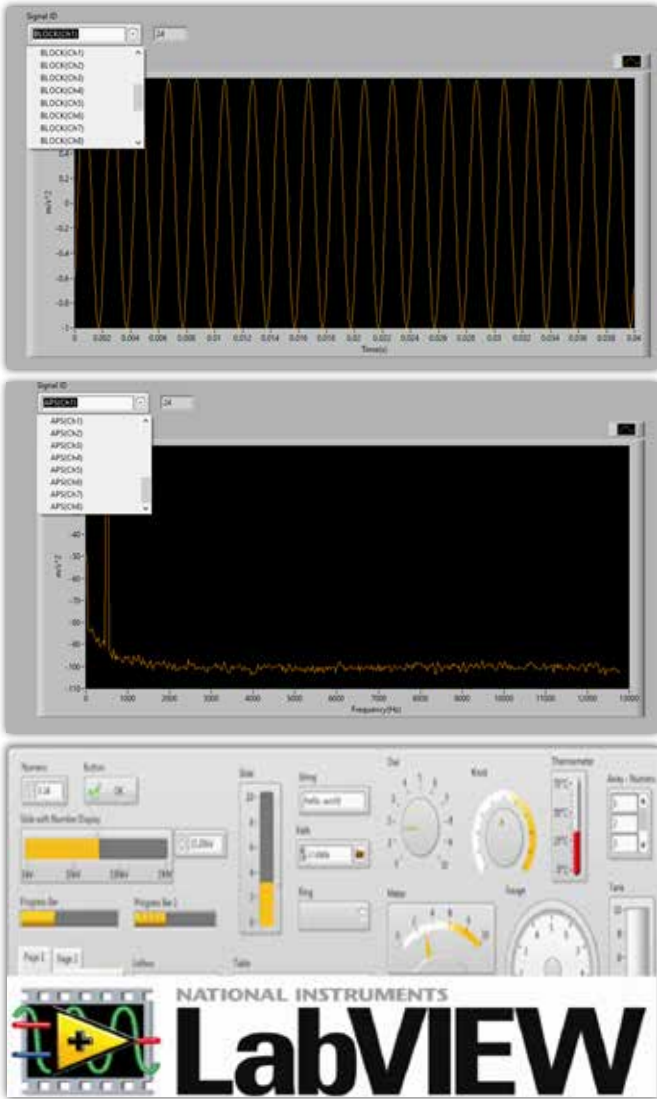 Signal ID
BLOCK(Ch1) 24
BLOCK(Ch1)
BLOCK(Ch2)
BLOCK(Ch3)
BLOCK(Ch4)
BLOCK(Ch5)
BLOCK(Ch6)
BLOCK(Ch7)
BLOCK(Ch8)
0.4
0.2
0
-0.2
-0.4
-0.6
-0.8
-1
m/s^2
0 0.002 0.004 0.006 0.008 0.01 0.012 0.014 0.016 0.018 0.02 0.022 0.024 0.026 0.028 0.03 0.032 0.034 0.036 0.038 0.04
Time(s)
Signal ID
APS(Ch1) 24
APS(Ch1)
APS(Ch2)
APS(Ch3)
APS(Ch4)
APS(Ch5)
APS(Ch6)
APS(Ch7)
APS(Ch8)
-40
-60
-70
-80
-90
-100
-110
m/s^2
0 1000 2000 3000 4000 5000 6000 7000 8000 9000 10000 11000 12000 13000
Frequency(Hz)
Numeric Button Slide String Dial Knob Thermometer Array - Numeric
OK
Hello world
Slide with Number Display
Path
Progress Bar Progress Bar 2 Ring Meter Gauge Tank
Page 1 Page 2 Listbox Table
NATIONAL INSTRUMENTS
LabVIEW